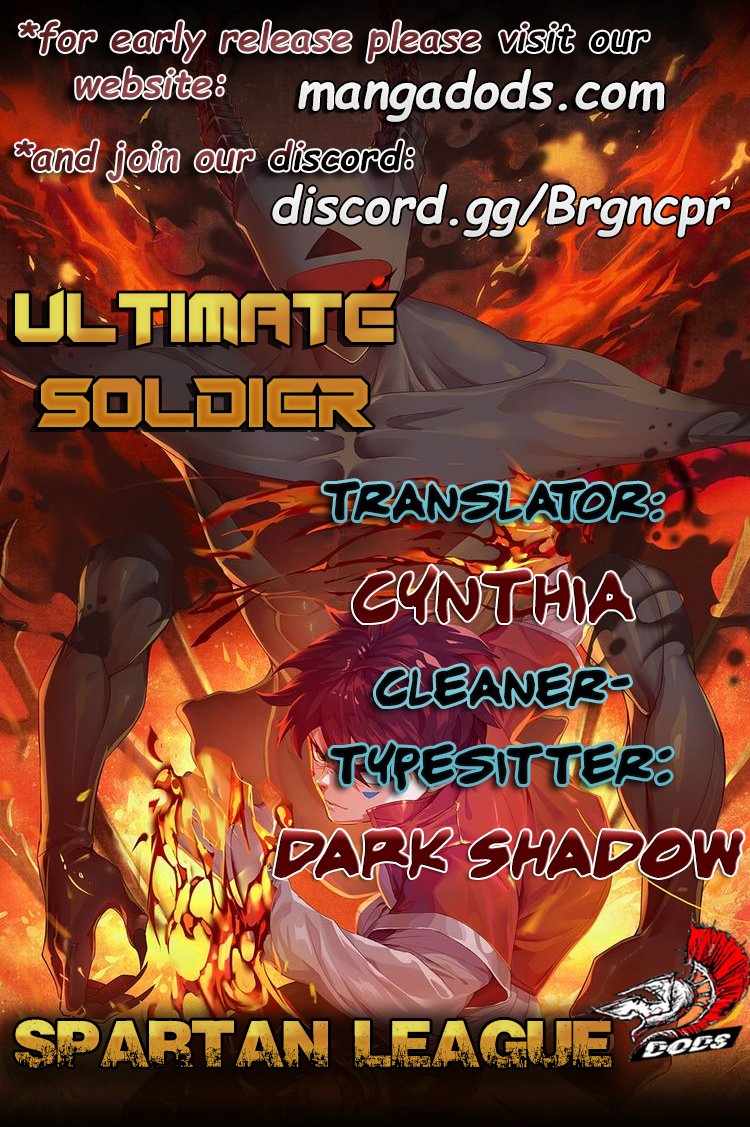 *for early release please visit our
website: mangadods.com
*and join our discord:
discord.gg/Brgncpr
ULTIMATE
SOLDIER
TRANSLATOR:
CYNTHIA
CLEANER-
TYPESITTER:
DARK SHADOW
SPARTAN LEAGUE
DODS